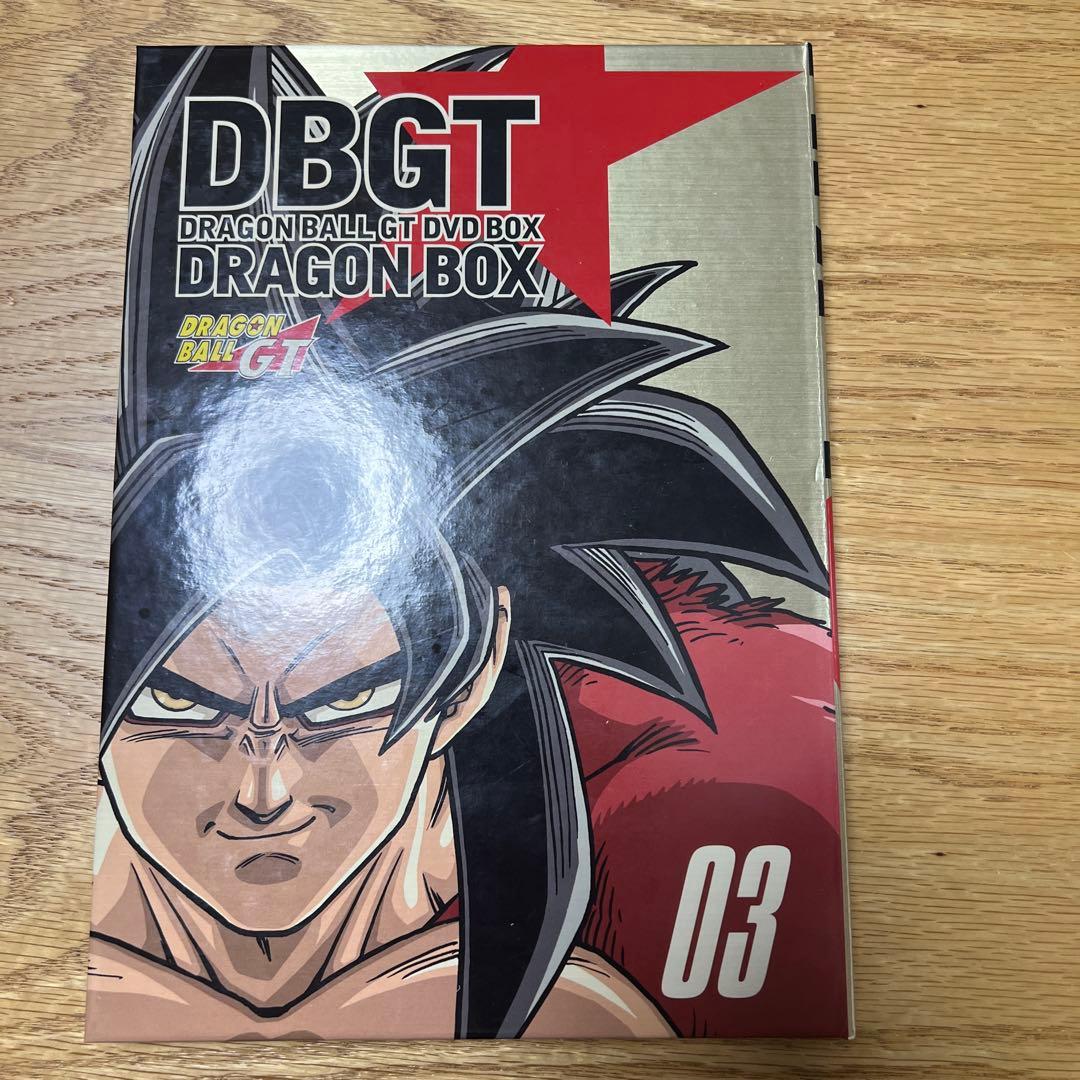 DBGT
DRAGON BALL GT DVD BOX
DRAGON BOX
DRAGON
BALL GT
03